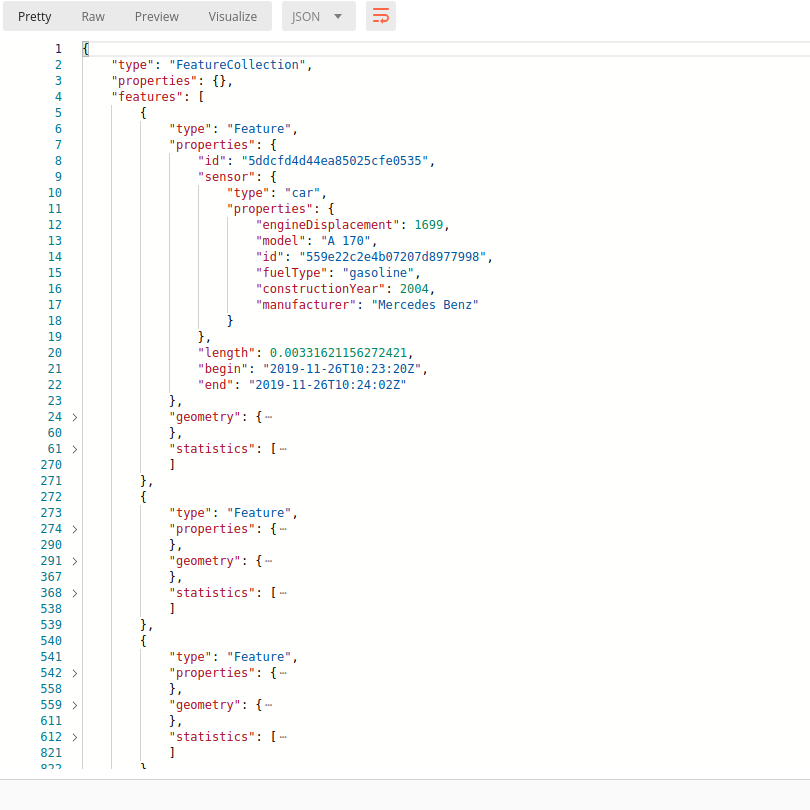 Pretty Raw Preview Visualize JSON
1 {
2 "type": "FeatureCollection",
3 "properties": {},
4 "features": [
5 {
6 "type": "Feature",
7 "properties": {
8 "id": "5ddcfd4d44ea85025cfe0535",
9 "sensor": {
10 "type": "car",
11 "properties": {
12 "engineDisplacement": 1699,
13 "model": "A 170",
14 "id": "559e22c2e4b07207d8977998",
15 "fuelType": "gasoline",
16 "constructionYear": 2004,
17 "manufacturer": "Mercedes Benz"
18 }
19 },
20 "length": 0.00331621156272421,
21 "begin": "2019-11-26T10:23:20Z",
22 "end": "2019-11-26T10:24:02Z"
23 },
24 "geometry": {⋯
60 },
61 "statistics": [⋯
270 ]
271 },
272 {
273 "type": "Feature",
274 "properties": {⋯
290 },
291 "geometry": {⋯
367 },
368 "statistics": [⋯
538 ]
539 },
540 {
541 "type": "Feature",
542 "properties": {⋯
558 },
559 "geometry": {⋯
611 },
612 "statistics": [⋯
821 ]
822 }